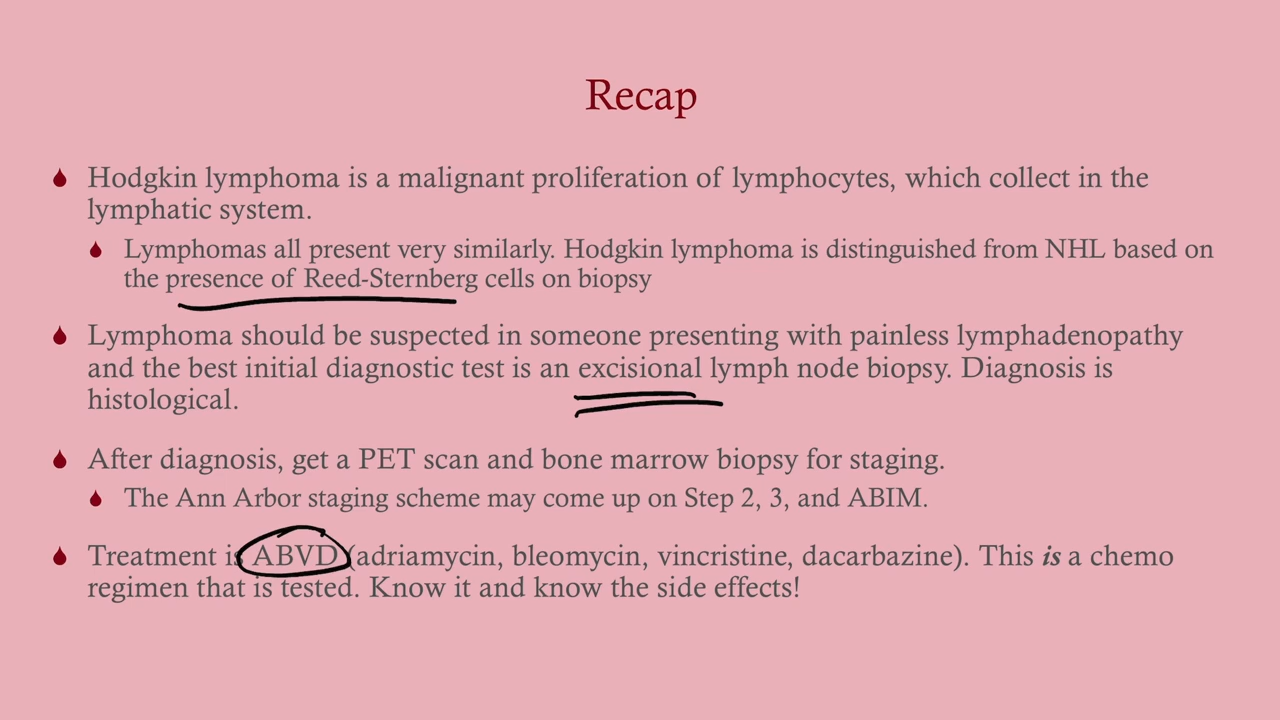 Recap
Hodgkin lymphoma is a malignant proliferation of lymphocytes, which collect in the
lymphatic system.
Lymphomas all present very similarly. Hodgkin lymphoma is distinguished from NHL based on
the presence of Reed-Sternberg cells on biopsy
Lymphoma should be suspected in someone presenting with painless lymphadenopathy
and the best initial diagnostic test is an excisional lymph node biopsy. Diagnosis is
histological.
After diagnosis, get a PET scan and bone marrow biopsy for staging.
The Ann Arbor staging scheme may come up on Step 2, 3, and ABIM.
Treatment is ABVD (adriamycin, bleomycin, vincristine, dacarbazine). This is a chemo
regimen that is tested. Know it and know the side effects!